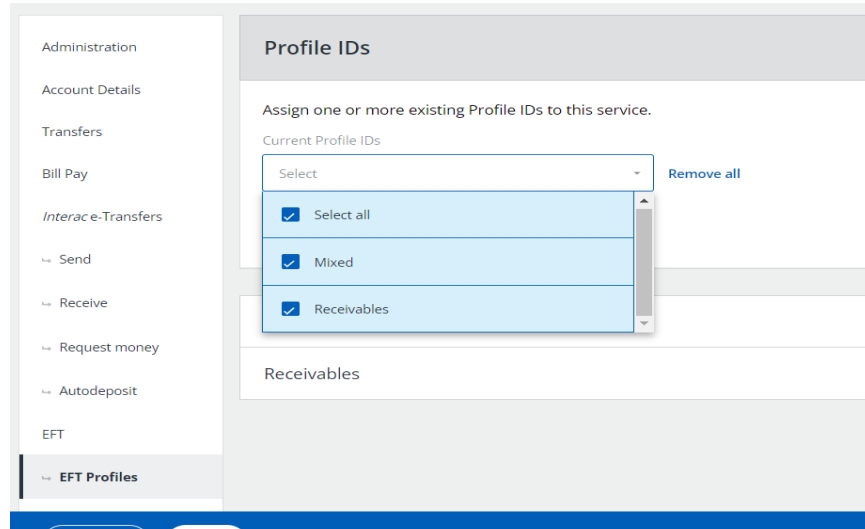 Administration
Account Details
Transfers
Bill Pay
Interac e-Transfers
Send
Receive
Request money
Autodeposit
EFT
EFT Profiles
Profile IDs
Assign one or more existing Profile IDs to this service.
Current Profile IDs
Select
Remove all
Select all
Mixed
Receivables
Receivables